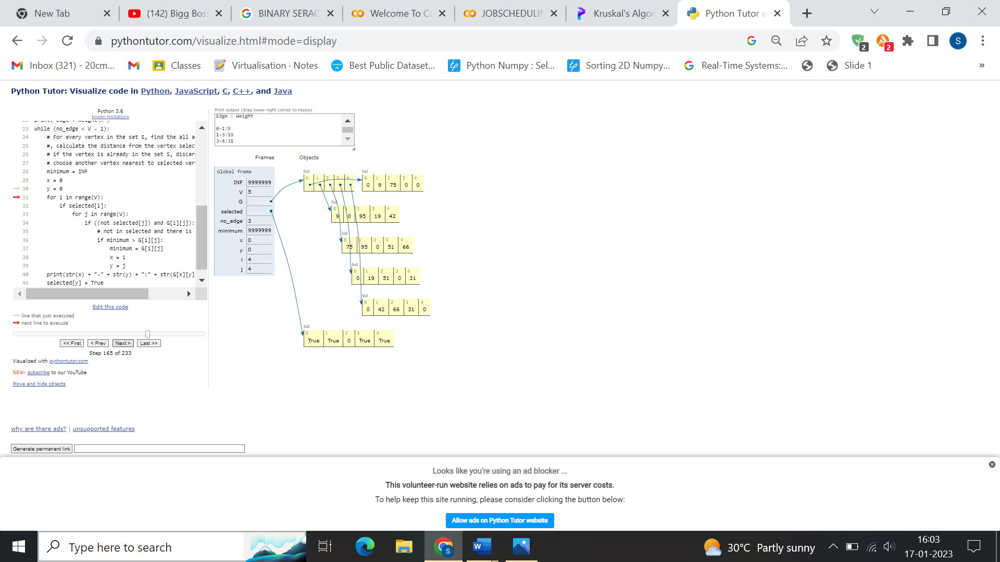 New Tab
(142) Bigg Boss
BINARY SERAC
Welcome To Co
JOBSCHEDULIN
Kruskal's Algor
Python Tutor c
pythontutor.com/visualize.html#mode=display
2
2
S
Inbox (321) - 20cm...
Classes
Virtualisation · Notes
Best Public Dataset...
Python Numpy : Sel...
Sorting 2D Numpy...
Real-Time Systems:...
Slide 1
»
Python Tutor: Visualize code in Python, JavaScript, C, C++, and Java
Python 3.6
known limitations
23 while (no_edge < V - 1):
24 # For every vertex in the set S, find the all a
25 #, calculate the distance from the vertex selec
26 # if the vertex is already in the set S, discar
27 # choose another vertex nearest to selected ver
28 minimum = INF
29 x = 0
30 y = 0
31 for i in range(V):
32 if selected[i]:
33 for j in range(V):
34 if ((not selected[j]) and G[i][j]):
35 # not in selected and there is
36 if minimum > G[i][j]:
37 minimum = G[i][j]
38 x = i
39 y = j
40 print(str(x) + "-" + str(y) + ":" + str(G[x][y]
41 selected[y] = True
Edit this code
line that just executed
next line to execute
<< First
< Prev
Next >
Last >>
Step 165 of 233
Visualized with pythontutor.com
NEW: subscribe to our YouTube
Move and hide objects
Print output (drag lower right corner to resize)
Edge : Weight
0-1:9
1-3:19
3-4:31
Frames
Objects
Global frame
INF 9999999
V 5
G
selected
no_edge 3
minimum 9999999
x 0
y 0
i 4
j 4
list
0 1 2 3 4
list
0 1 2 3 4
0 9 75 0 0
list
0 1 2 3 4
9 0 95 19 42
list
0 1 2 3 4
75 95 0 51 66
list
0 1 2 3 4
0 19 51 0 31
list
0 1 2 3 4
0 42 66 31 0
list
0 1 2 3 4
True True 0 True True
why are there ads? | unsupported features
Generate permanent link
Looks like you're using an ad blocker ...
This volunteer-run website relies on ads to pay for its server costs.
To help keep this site running, please consider clicking the button below:
Allow ads on Python Tutor website
Type here to search
30°C Partly sunny
16:03
17-01-2023